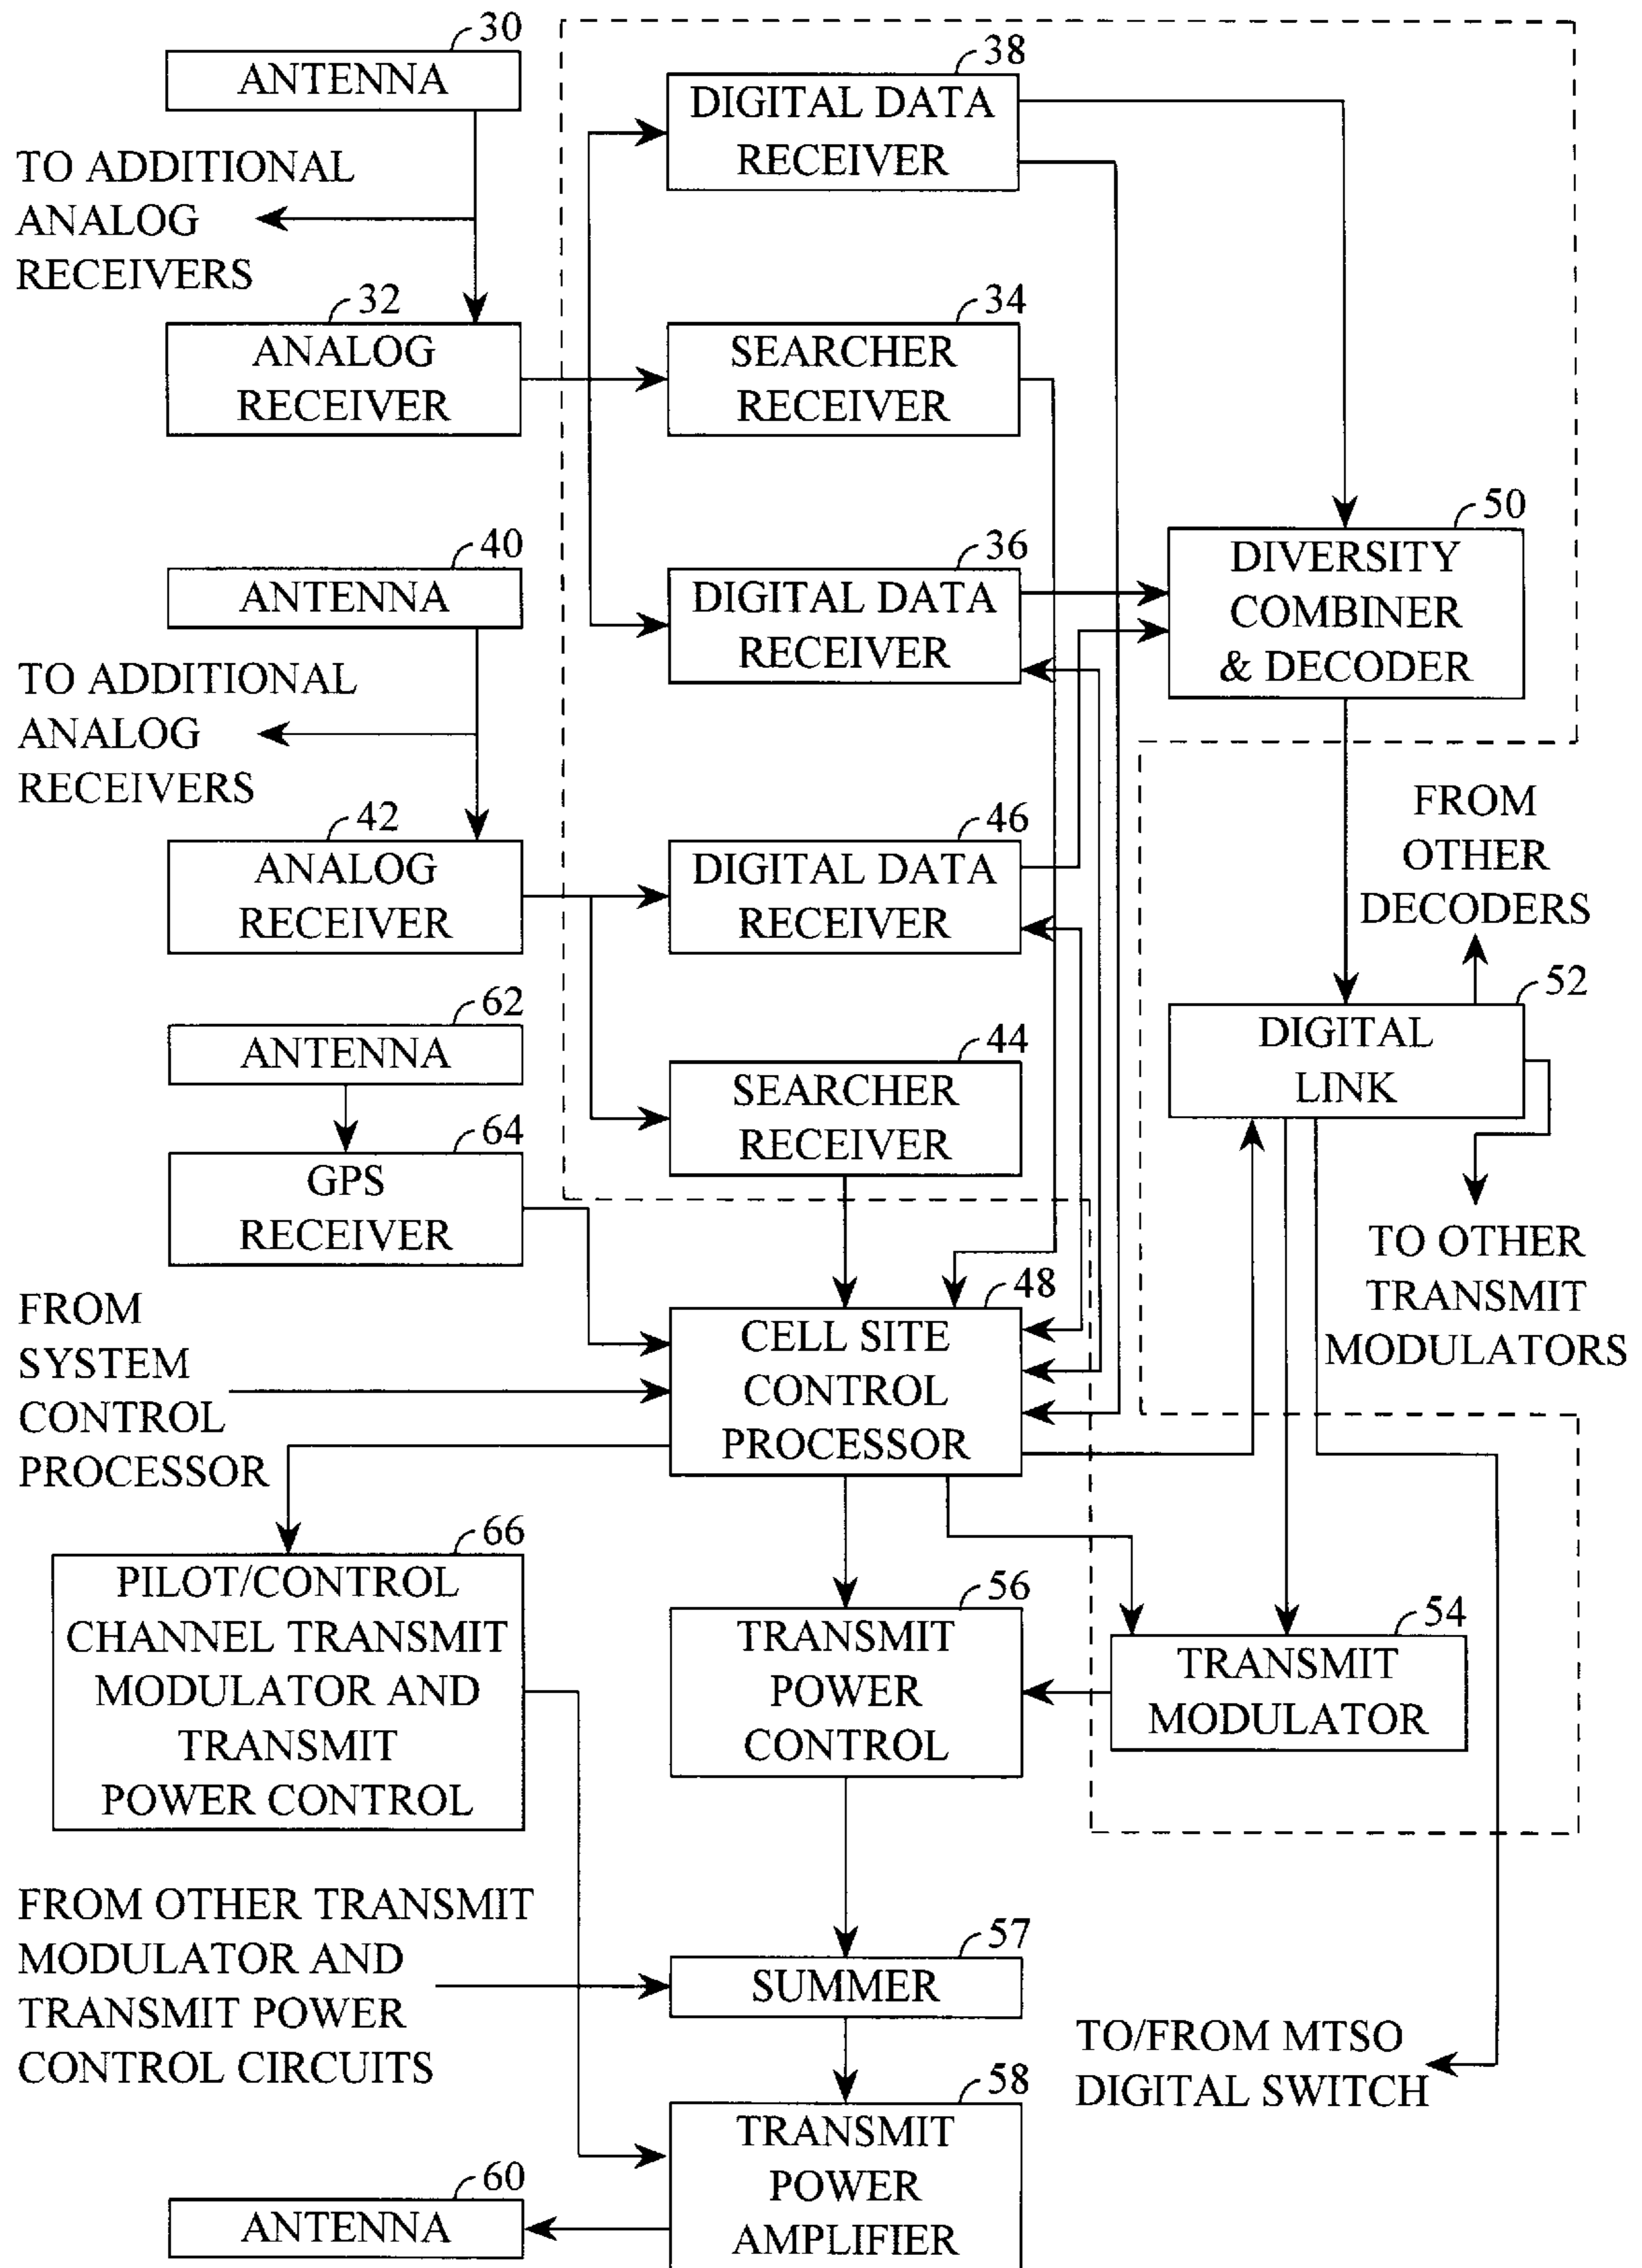 30
ANTENNA
38
DIGITAL DATA
RECEIVER
TO ADDITIONAL
ANALOG
RECEIVERS
32
ANALOG
RECEIVER
34
SEARCHER
RECEIVER
40
ANTENNA
36
DIGITAL DATA
RECEIVER
50
DIVERSITY
COMBINER
& DECODER
TO ADDITIONAL
ANALOG
RECEIVERS
42
ANALOG
RECEIVER
46
DIGITAL DATA
RECEIVER
FROM
OTHER
DECODERS
62
ANTENNA
44
SEARCHER
RECEIVER
52
DIGITAL
LINK
64
GPS
RECEIVER
TO OTHER
TRANSMIT
MODULATORS
FROM
SYSTEM
CONTROL
PROCESSOR
48
CELL SITE
CONTROL
PROCESSOR
66
PILOT/CONTROL
CHANNEL TRANSMIT
MODULATOR AND
TRANSMIT
POWER CONTROL
56
TRANSMIT
POWER
CONTROL
54
TRANSMIT
MODULATOR
FROM OTHER TRANSMIT
MODULATOR AND
TRANSMIT POWER
CONTROL CIRCUITS
57
SUMMER
TO/FROM MTSO
DIGITAL SWITCH
58
TRANSMIT
POWER
AMPLIFIER
60
ANTENNA